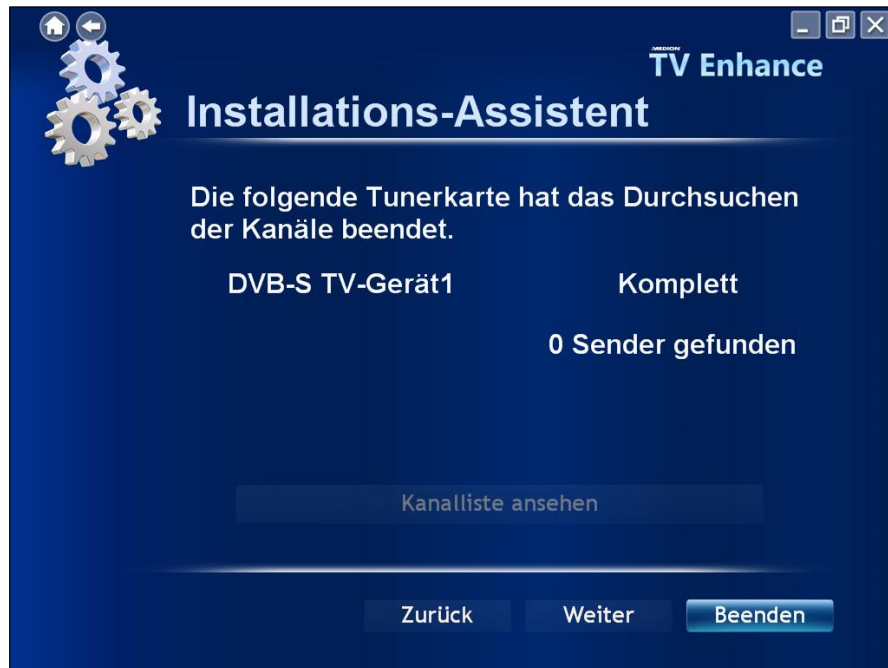 MEDION
TV Enhance
Installations-Assistent
Die folgende Tunerkarte hat das Durchsuchen
der Kanäle beendet.
DVB-S TV-Gerät1 Komplett
0 Sender gefunden
Kanalliste ansehen
Zurück Weiter Beenden